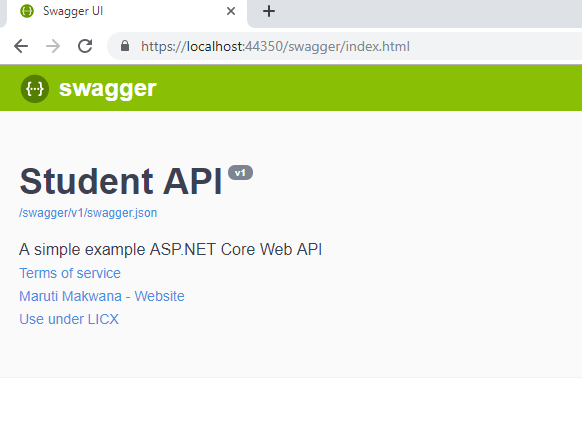 Swagger UI
https://localhost:44350/swagger/index.html
{···} swagger
Student API v1
/swagger/v1/swagger.json
A simple example ASP.NET Core Web API
Terms of service
Maruti Makwana - Website
Use under LICX